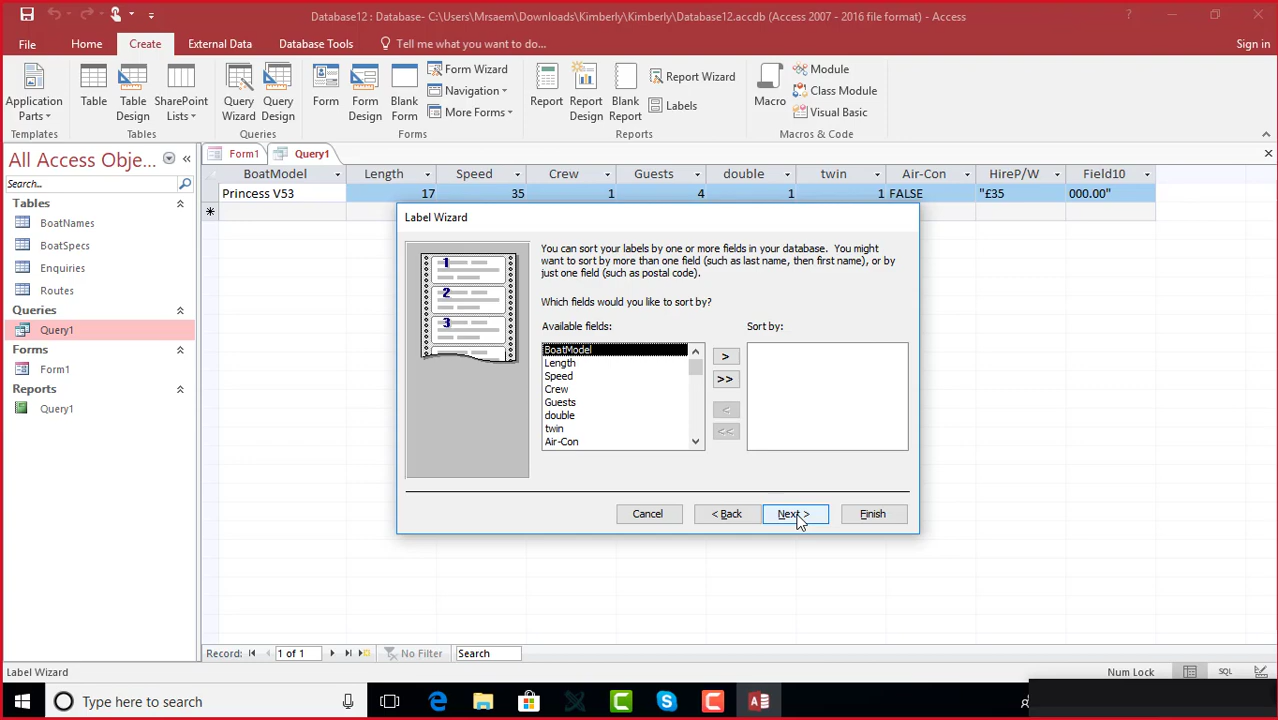 Database12 : Database- C:\Users\Mrsaem\Downloads\Kimberly\Kimberly\Database12.accdb (Access 2007 - 2016 file format) - Access
?
File Home Create External Data Database Tools Tell me what you want to do... Sign in
Application Parts
Table
Table Design
SharePoint Lists
Query Wizard
Query Design
Form
Form Design
Blank Form
Form Wizard
Navigation
More Forms
Report
Report Design
Blank Report
Report Wizard
Labels
Macro
Module
Class Module
Visual Basic
Templates Tables Queries Forms Reports Macros & Code
All Access Obje...
Search...
Tables
BoatNames
BoatSpecs
Enquiries
Routes
Queries
Query1
Forms
Form1
Reports
Query1
Form1 Query1
BoatModel Length Speed Crew Guests double twin Air-Con HireP/W Field10
Princess V53 17 35 1 4 1 1 FALSE "£35 000.00"
Label Wizard
1
2
3
You can sort your labels by one or more fields in your database. You might
want to sort by more than one field (such as last name, then first name), or by
just one field (such as postal code).
Which fields would you like to sort by?
Available fields: Sort by:
BoatModel
Length
Speed
Crew
Guests
double
twin
Air-Con
>
>>
<
<<
Cancel < Back Next > Finish
Record: 1 of 1 No Filter Search
Label Wizard Num Lock SQL
Type here to search